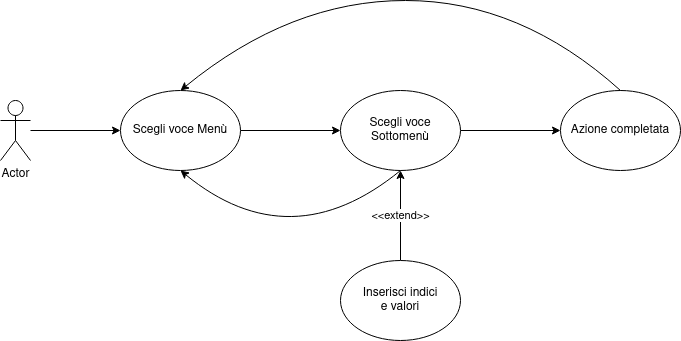 Scegli voce Menù
Scegli voce
Sottomenù
Azione completata
Actor
<<extend>>
Inserisci indici
e valori